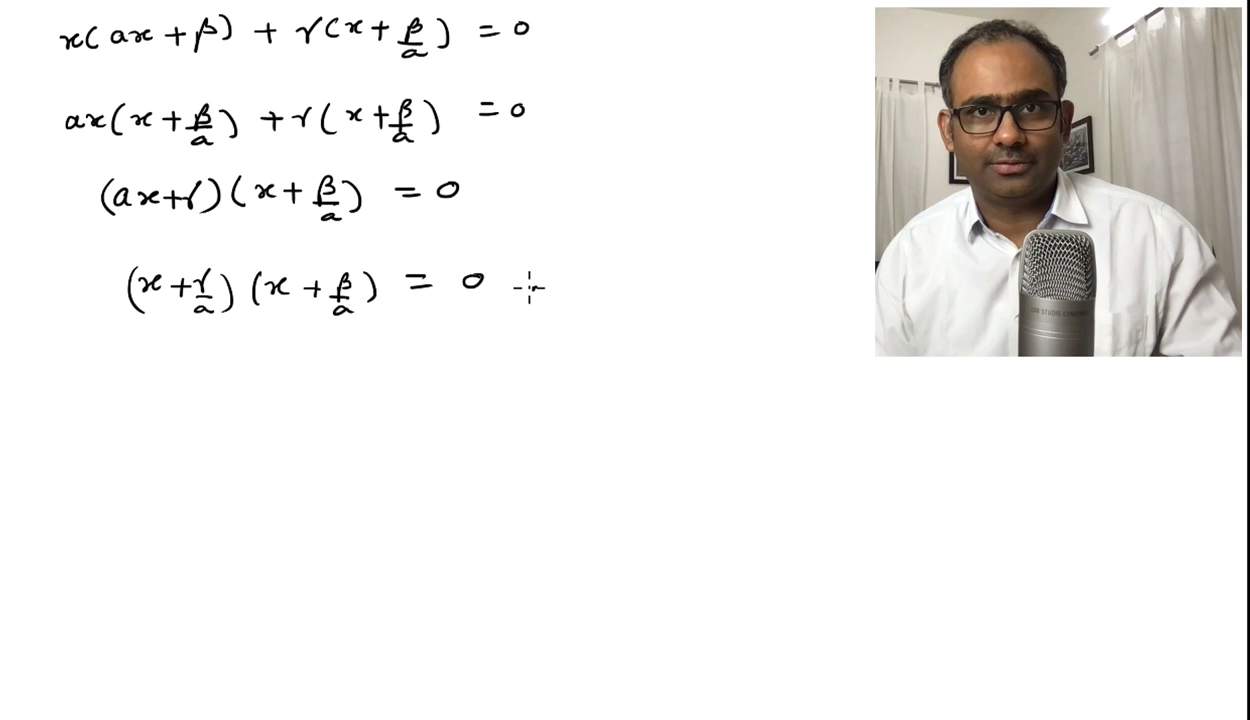 x(ax + β) + γ(x + β/a) = 0
ax(x + β/a) + γ(x + β/a) = 0
(ax+γ)(x + β/a) = 0
(x + γ/a)(x + β/a) = 0